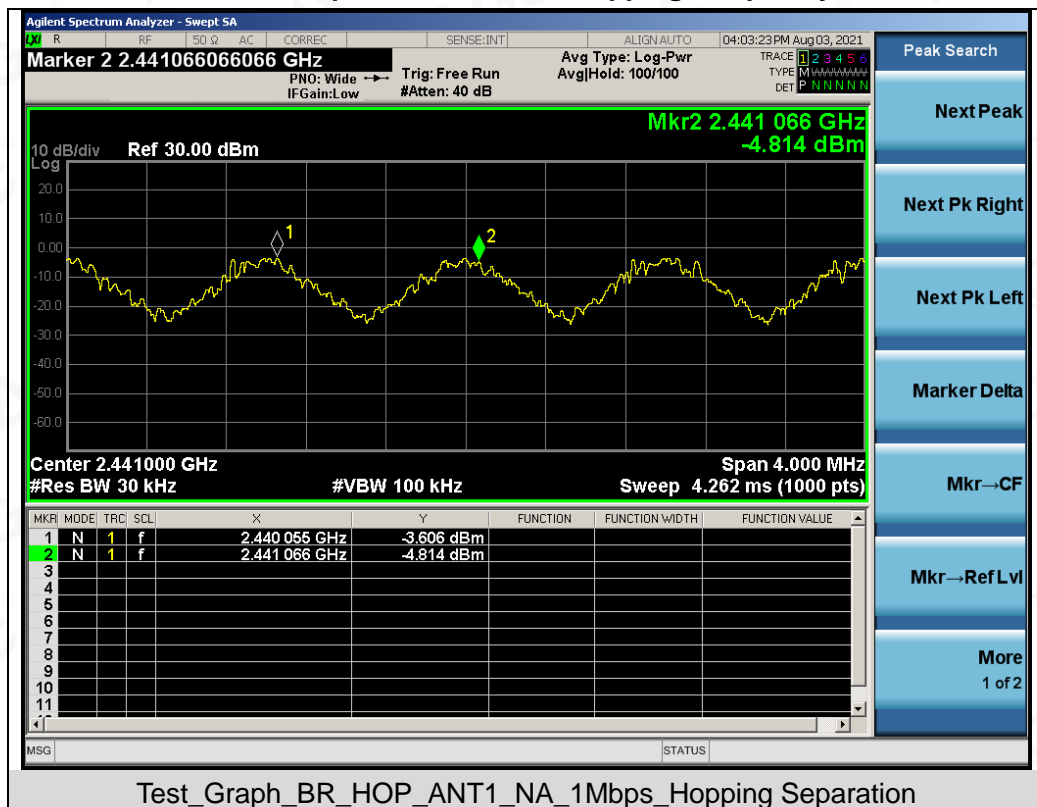 Agilent Spectrum Analyzer - Swept SA
LXI R RF 50 Ω AC CORREC SENSE:INT ALIGN AUTO 04:03:23 PM Aug 03, 2021
Marker 2 2.441066066066 GHz
PNO: Wide
IFGain:Low
Trig: Free Run
#Atten: 40 dB
Avg Type: Log-Pwr
Avg|Hold: 100/100
TRACE 1 2 3 4 5 6
TYPE M WWWWW
DET P N N N N N
Mkr2 2.441 066 GHz
-4.814 dBm
10 dB/div Ref 30.00 dBm
Log
20.0
10.0
0.00
-10.0
-20.0
-30.0
-40.0
-50.0
-60.0
1
2
Center 2.441000 GHz Span 4.000 MHz
#Res BW 30 kHz #VBW 100 kHz Sweep 4.262 ms (1000 pts)
MKR MODE TRC SCL X Y FUNCTION FUNCTION WIDTH FUNCTION VALUE
1 N 1 f 2.440 055 GHz -3.606 dBm
2 N 1 f 2.441 066 GHz -4.814 dBm
3
4
5
6
7
8
9
10
11
MSG STATUS
Peak Search
Next Peak
Next Pk Right
Next Pk Left
Marker Delta
Mkr→CF
Mkr→Ref Lvl
More
1 of 2
Test_Graph_BR_HOP_ANT1_NA_1Mbps_Hopping Separation